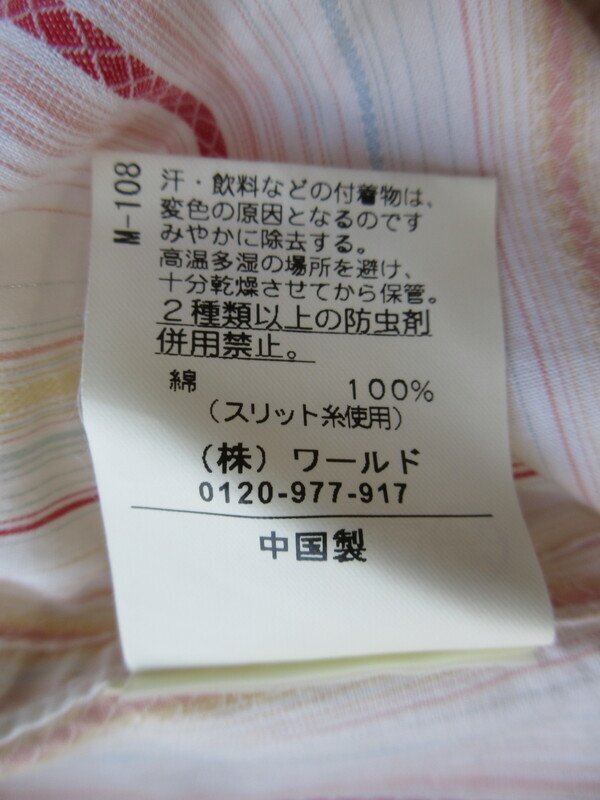 M-108
汗・飲料などの付着物は、
変色の原因となるのです
みやかに除去する。
高温多湿の場所を避け、
十分乾燥させてから保管。
２種類以上の防虫剤
併用禁止。
綿 100%
（スリット糸使用）
（株）ワールド
0120-977-917
中国製